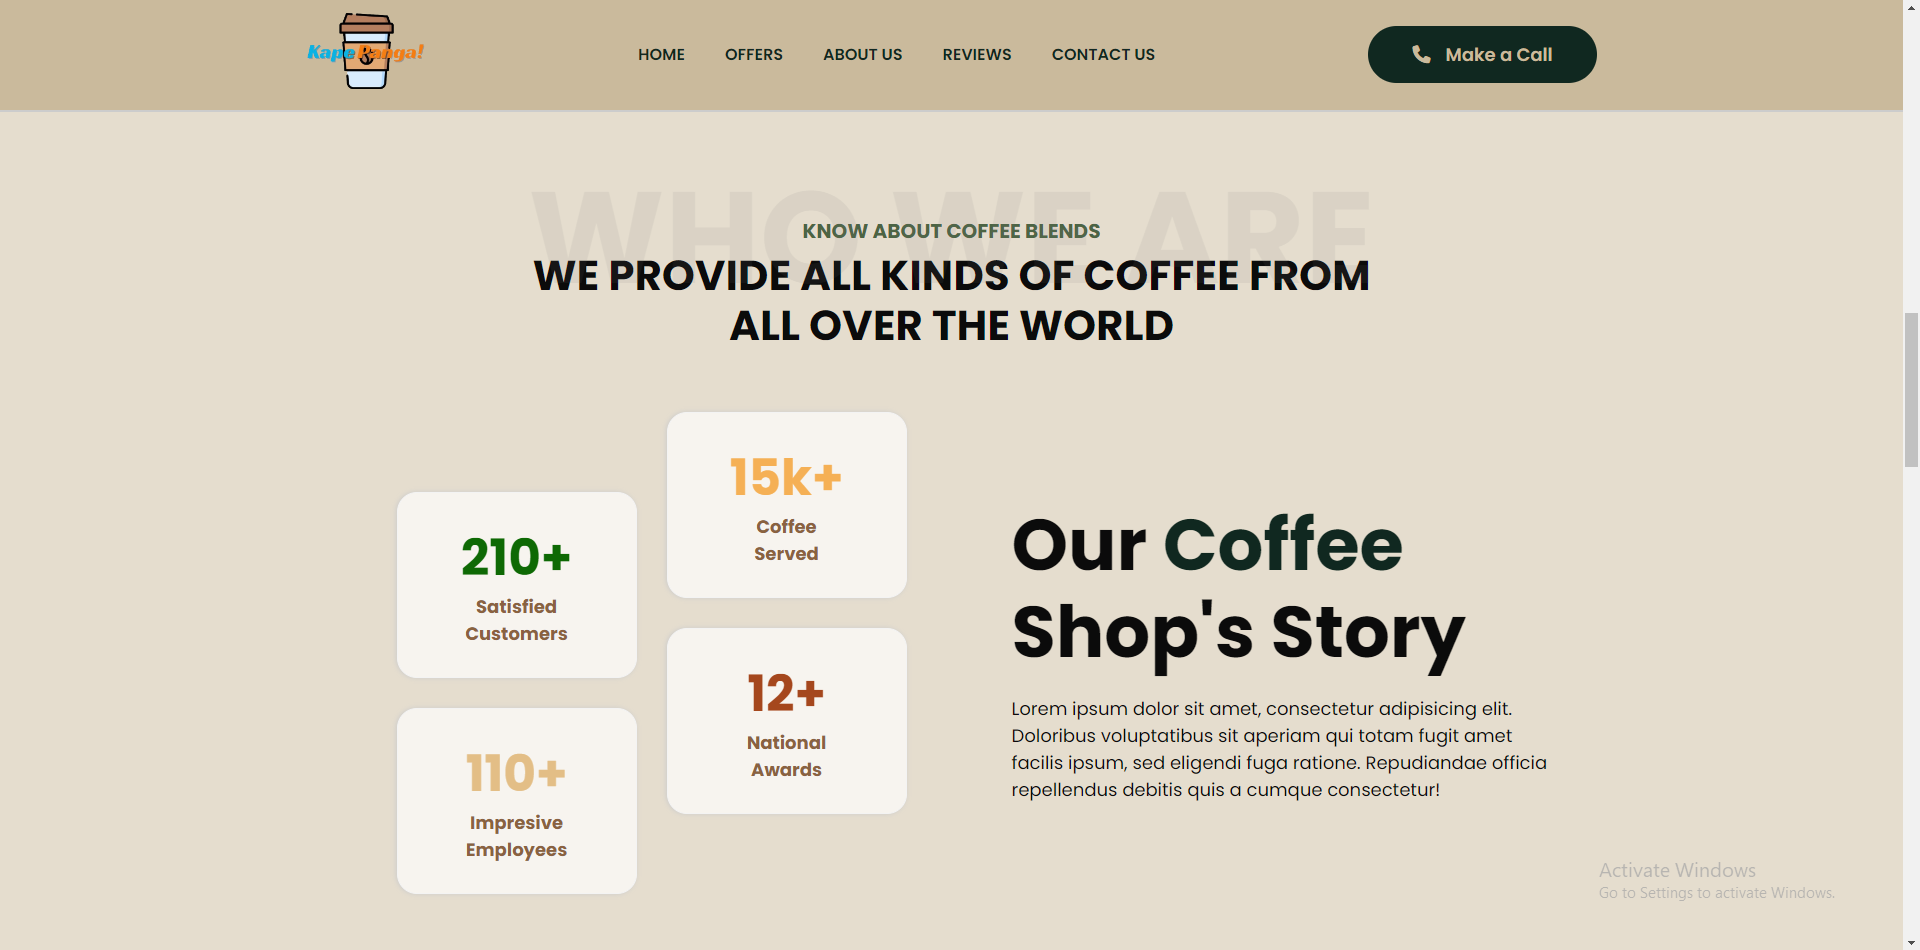 Kape Banga!
HOME
OFFERS
ABOUT US
REVIEWS
CONTACT US
Make a Call
WHO WE ARE
KNOW ABOUT COFFEE BLENDS
WE PROVIDE ALL KINDS OF COFFEE FROM
ALL OVER THE WORLD
210+
Satisfied
Customers
110+
Impresive
Employees
15k+
Coffee
Served
12+
National
Awards
Our Coffee
Shop's Story
Lorem ipsum dolor sit amet, consectetur adipisicing elit.
Doloribus voluptatibus sit aperiam qui totam fugit amet
facilis ipsum, sed eligendi fuga ratione. Repudiandae officia
repellendus debitis quis a cumque consectetur!
Activate Windows
Go to Settings to activate Windows.